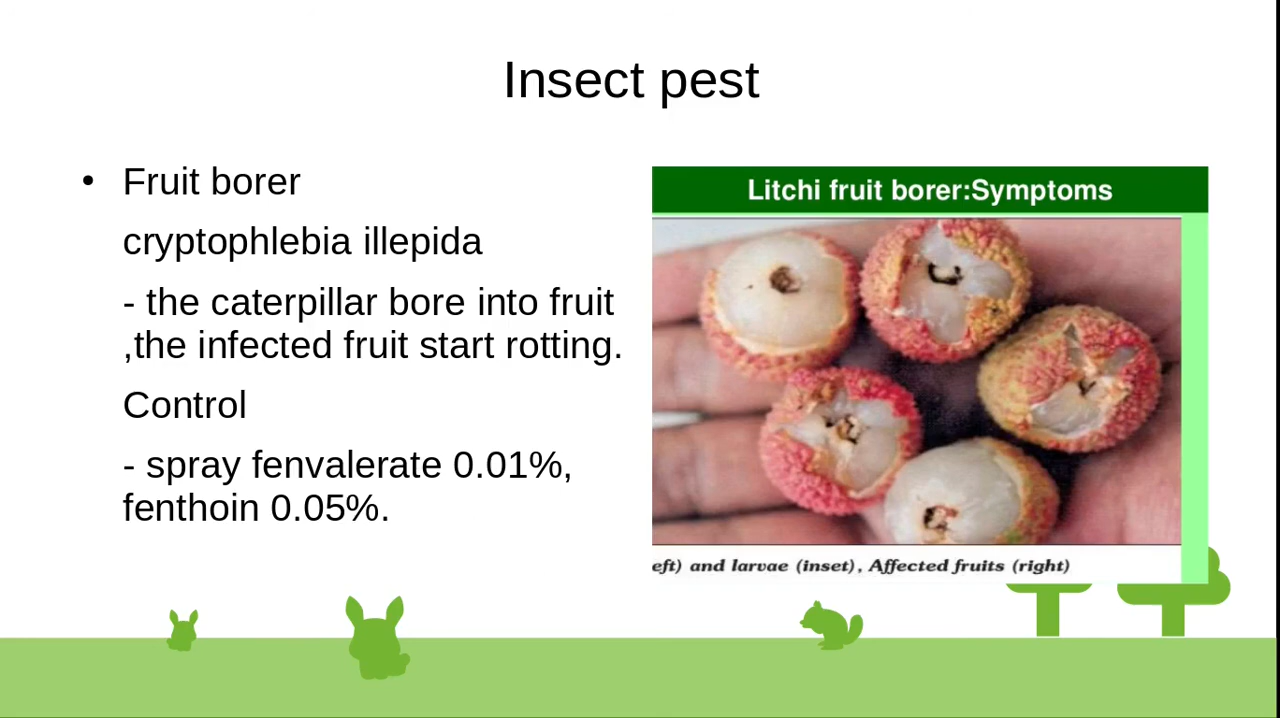 Insect pest
• Fruit borer
cryptophlebia illepida
- the caterpillar bore into fruit
,the infected fruit start rotting.
Control
- spray fenvalerate 0.01%,
fenthoin 0.05%.
Litchi fruit borer:Symptoms
eft) and larvae (inset), Affected fruits (right)